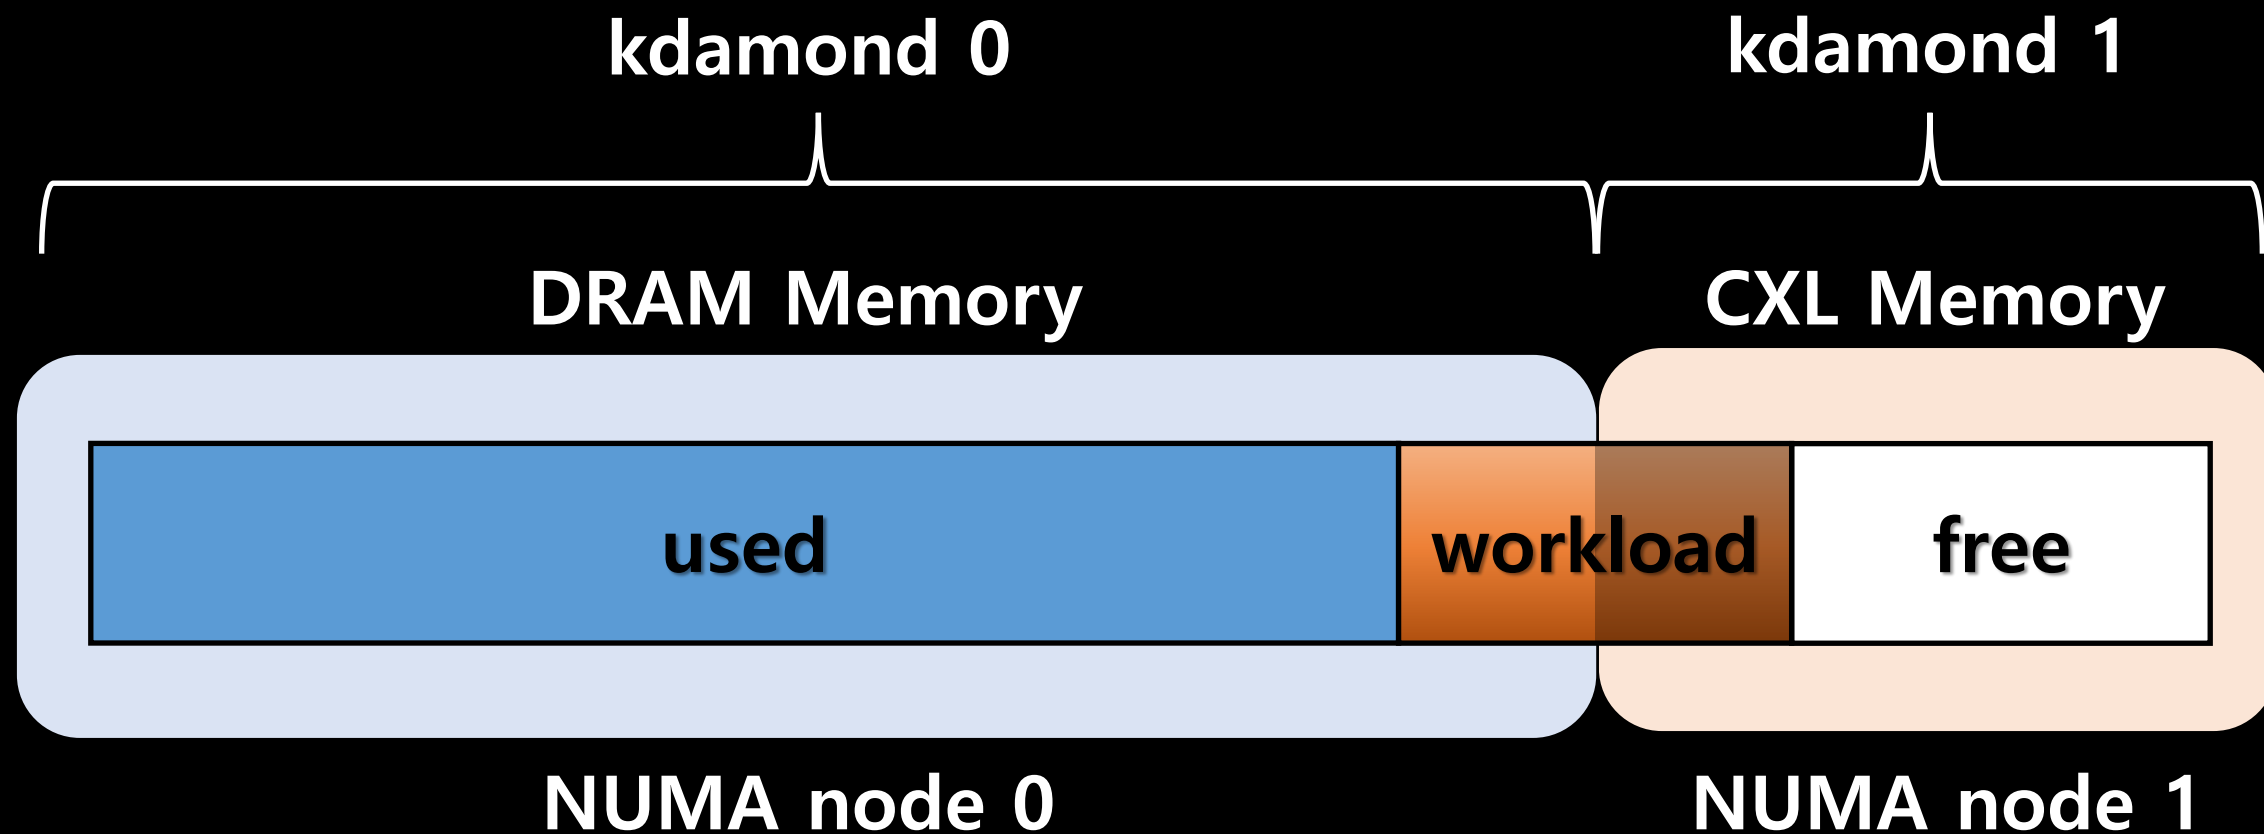 kdamond 0
kdamond 1
DRAM Memory
CXL Memory
used
workload
free
NUMA node 0
NUMA node 1